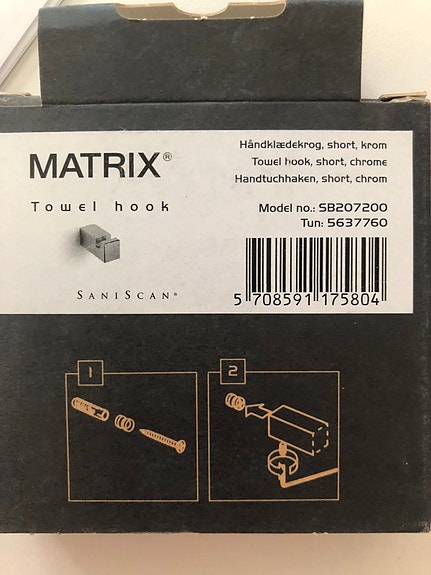 MATRIX®
Towel hook
SANISCAN®
Håndklædekrog, short, krom
Towel hook, short, chrome
Handtuchhaken, short, chrom
Model no.: SB207200
Tun: 5637760
5 708591 175804
1
2